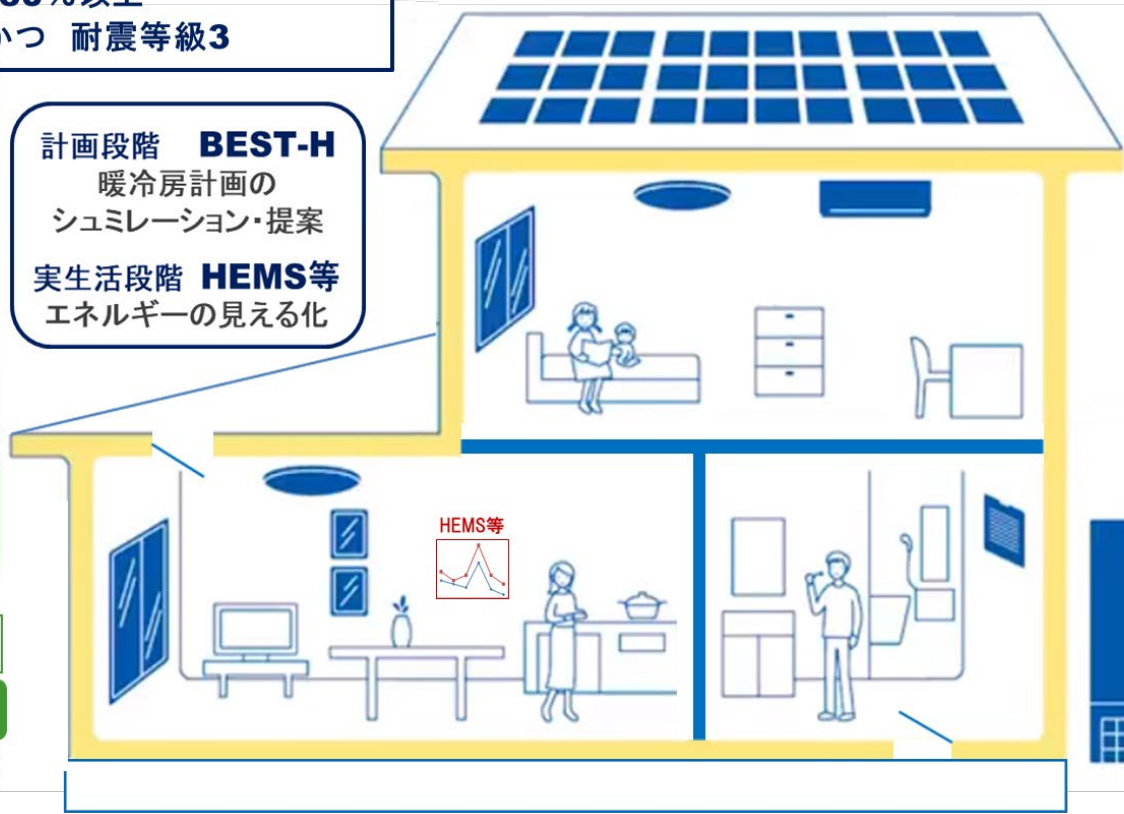 かつ 耐震等級3
計画段階 BEST-H
暖冷房計画の
シュミレーション・提案
実生活段階 HEMS等
エネルギーの見える化
HEMS等